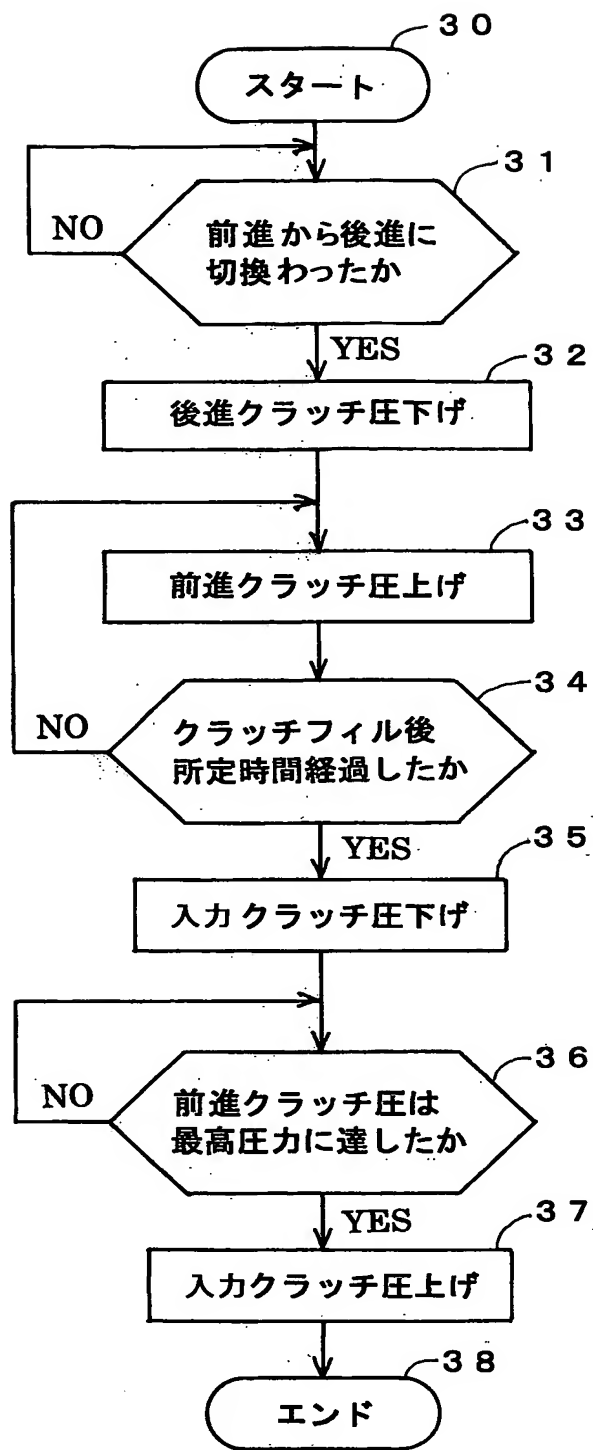 30
スタート
31
NO
前進から後進に
切換わったか
YES
32
後進クラッチ圧下げ
33
前進クラッチ圧上げ
34
NO
クラッチフィル後
所定時間経過したか
YES
35
入力クラッチ圧下げ
36
NO
前進クラッチ圧は
最高圧力に達したか
YES
37
入力クラッチ圧上げ
38
エンド